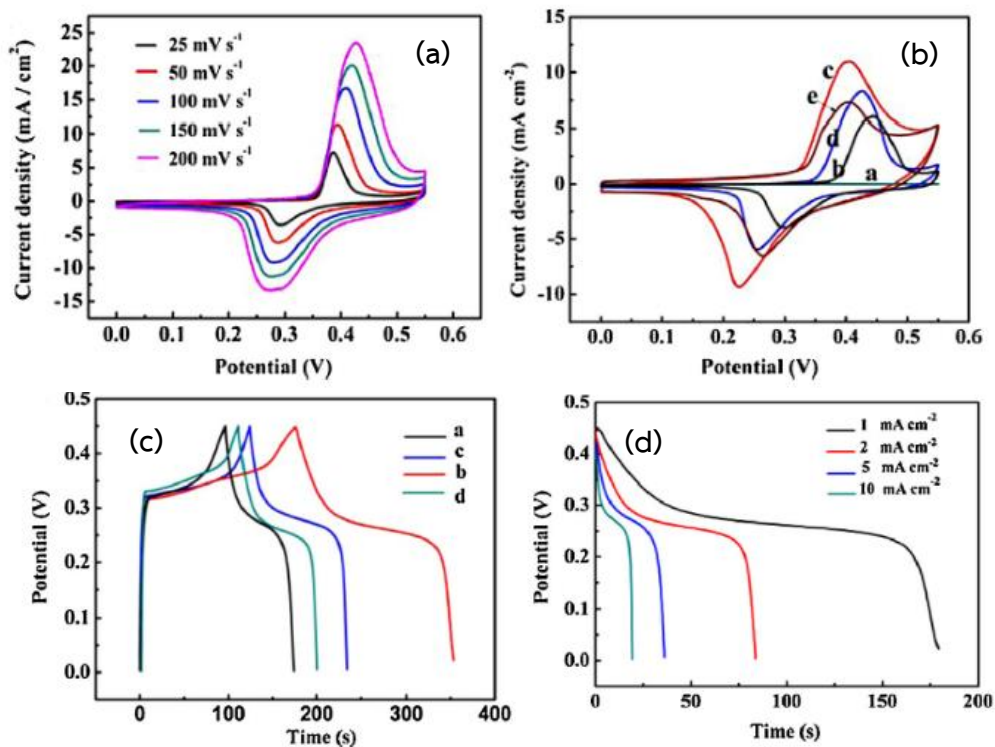 (a)
Current density (mA / cm²)
25
20
15
10
5
0
-5
-10
-15
25 mV s⁻¹
50 mV s⁻¹
100 mV s⁻¹
150 mV s⁻¹
200 mV s⁻¹
0.0 0.1 0.2 0.3 0.4 0.5 0.6
Potential (V)
(b)
Current density (mA cm⁻²)
15
10
5
0
-5
-10
c
e
d
b
a
0.0 0.1 0.2 0.3 0.4 0.5 0.6
Potential (V)
(c)
Potential (V)
0.5
0.4
0.3
0.2
0.1
0.0
a
c
b
d
0 100 200 300 400
Time (s)
(d)
Potential (V)
0.5
0.4
0.3
0.2
0.1
0.0
1 mA cm⁻²
2 mA cm⁻²
5 mA cm⁻²
10 mA cm⁻²
0 50 100 150 200
Time (s)